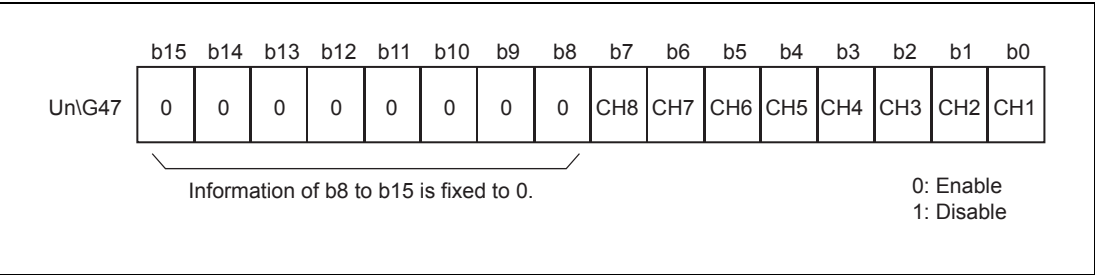 b15 b14 b13 b12 b11 b10 b9 b8 b7 b6 b5 b4 b3 b2 b1 b0
Un\G47 0 0 0 0 0 0 0 0 CH8 CH7 CH6 CH5 CH4 CH3 CH2 CH1
Information of b8 to b15 is fixed to 0.
0: Enable
1: Disable